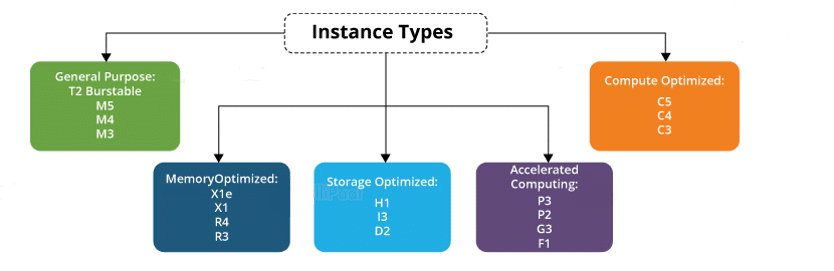 Instance Types
General Purpose:
T2 Burstable
M5
M4
M3
Compute Optimized:
C5
C4
C3
MemoryOptimized:
X1e
X1
R4
R3
Storage Optimized:
H1
I3
D2
Accelerated
Computing:
P3
P2
G3
F1